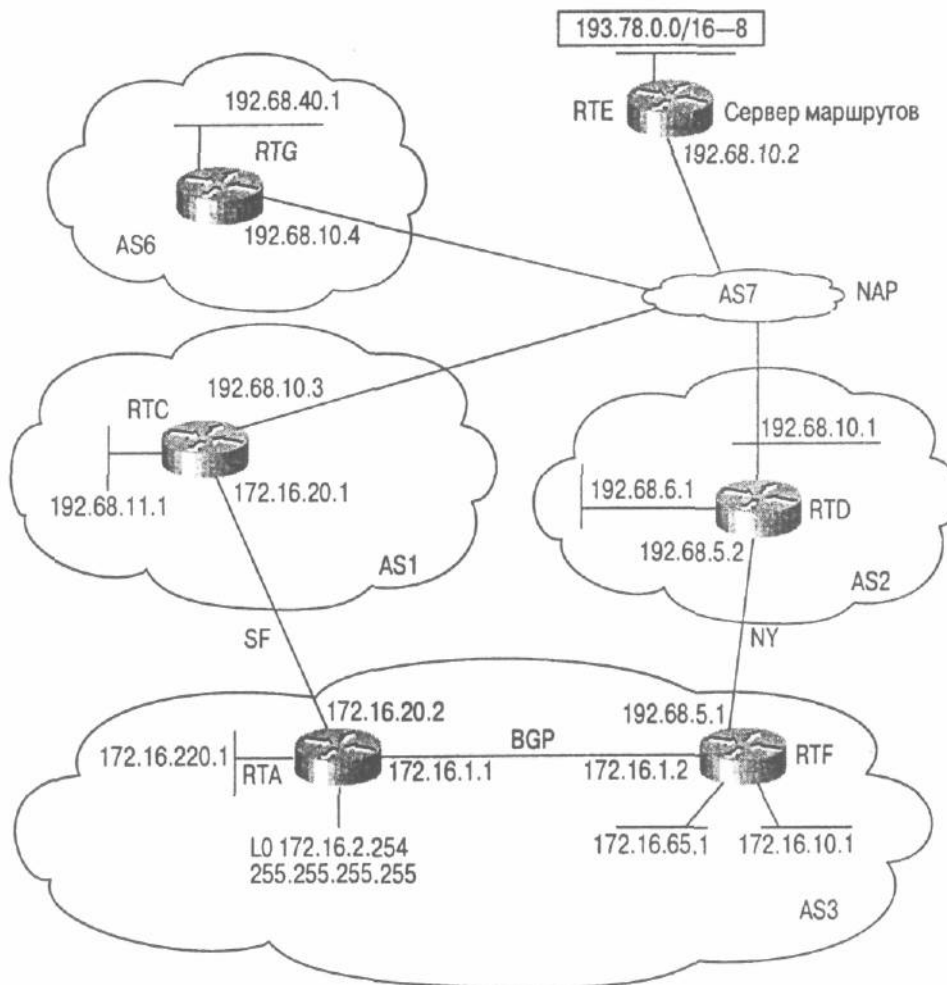 193.78.0.0/16—8
192.68.40.1
RTG
RTE
Сервер маршрутов
192.68.10.2
192.68.10.4
AS6
AS7
NAP
192.68.10.3
RTC
192.68.11.1
172.16.20.1
AS1
192.68.10.1
192.68.6.1
RTD
192.68.5.2
AS2
SF
NY
172.16.20.2
192.68.5.1
172.16.220.1
RTA
BGP
RTF
172.16.1.1
172.16.1.2
L0 172.16.2.254
255.255.255.255
172.16.65.1
172.16.10.1
AS3